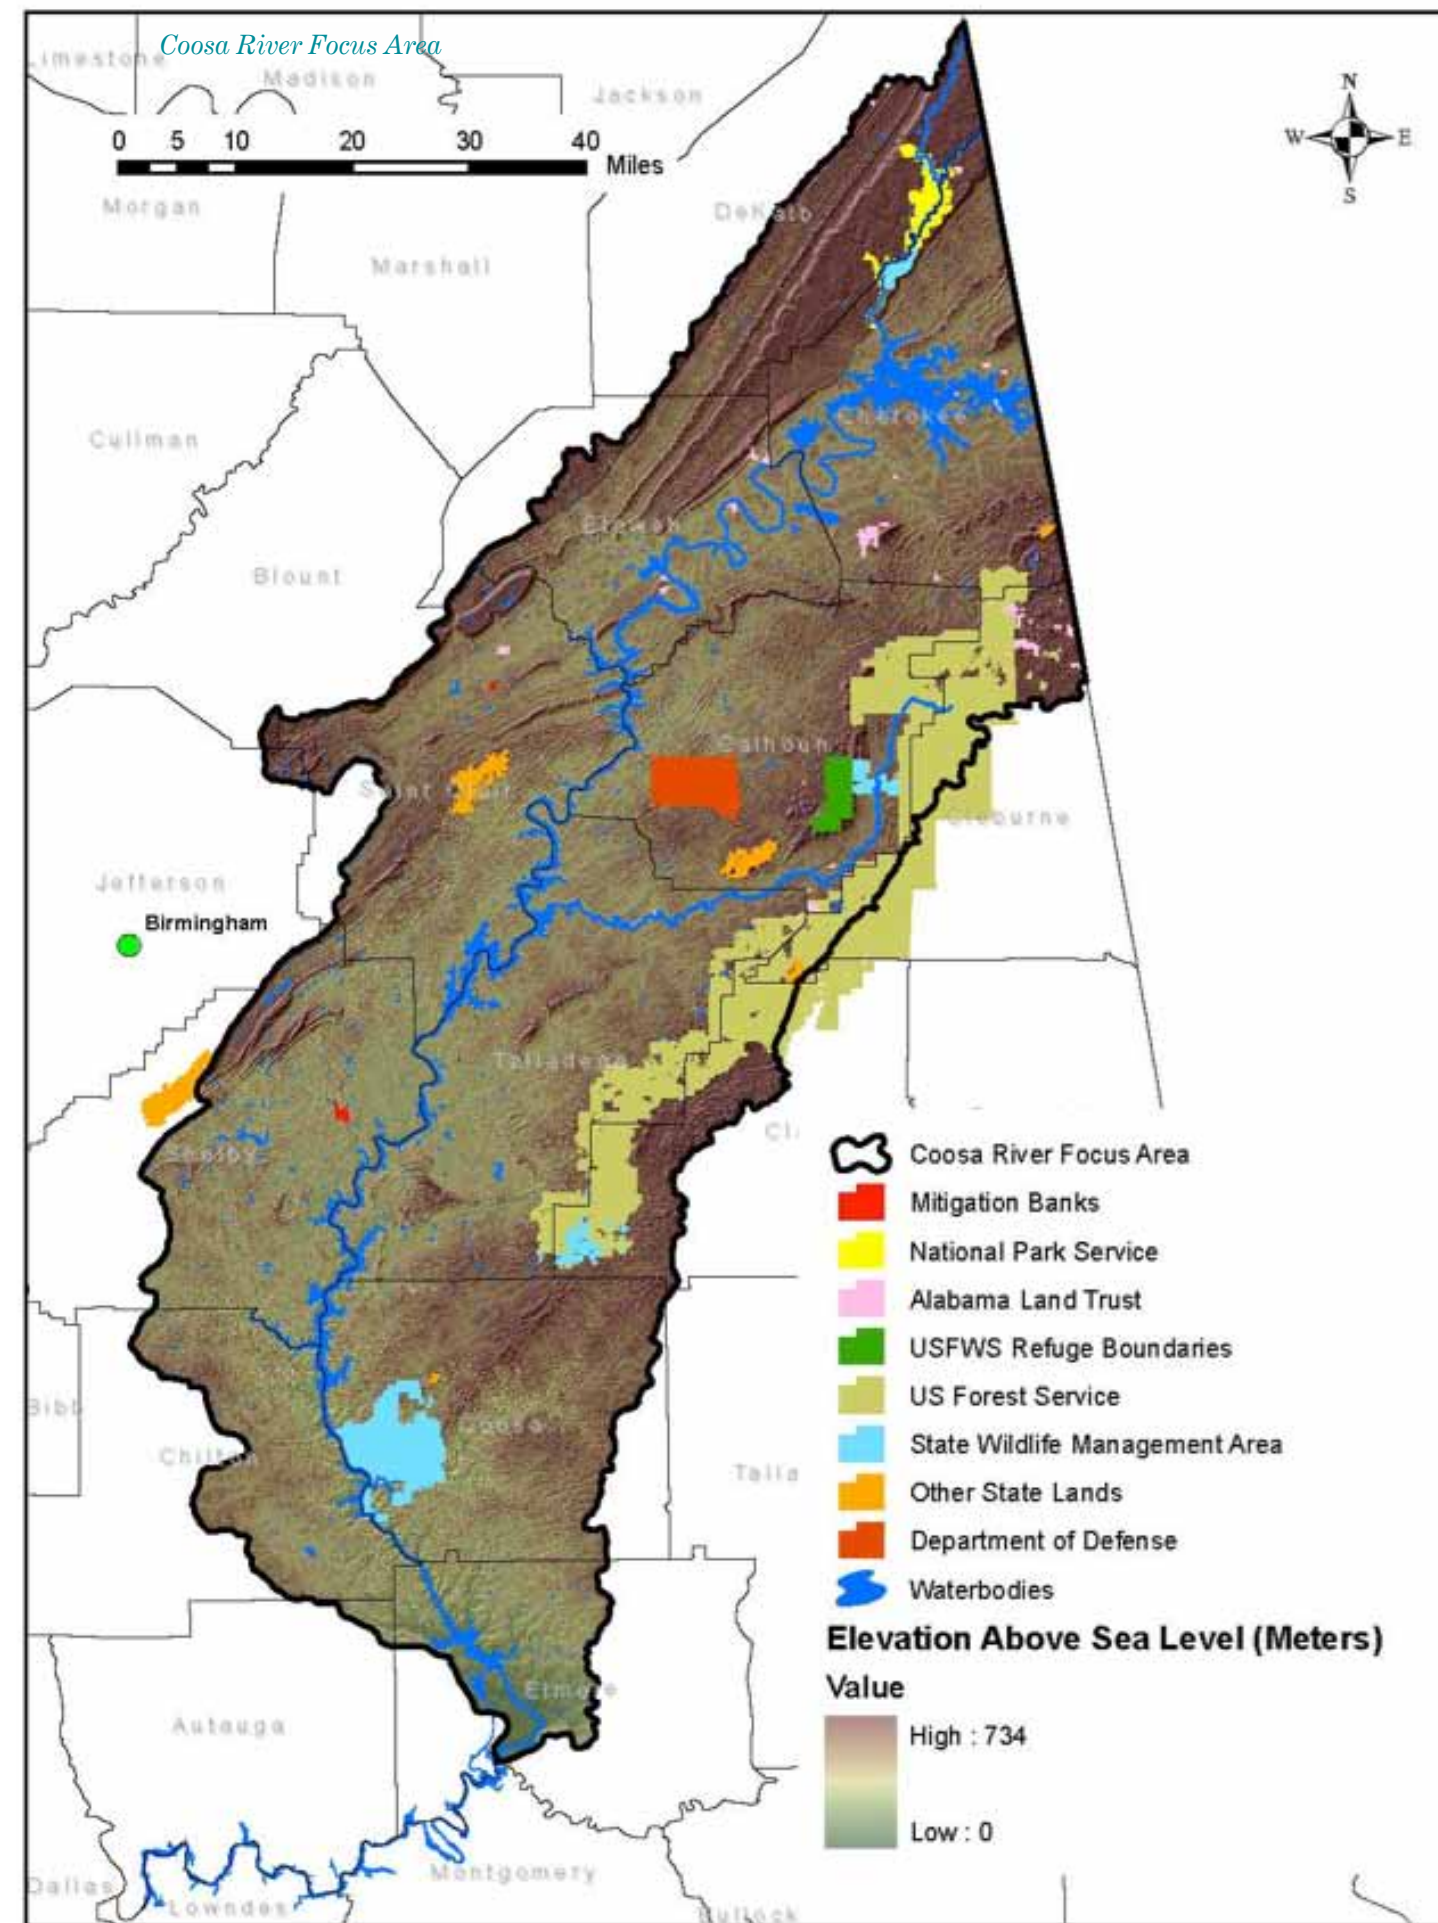 Coosa River Focus Area
Limestone
Madison
Jackson
N
W
E
S
0 5 10 20 30 40
Miles
Morgan
DeKalb
Marshall
Cherokee
Cullman
Etowah
Blount
Calhoun
Saint Clair
Cleburne
Jefferson
Birmingham
Talladega
Shelby
Coosa River Focus Area
Mitigation Banks
National Park Service
Alabama Land Trust
USFWS Refuge Boundaries
US Forest Service
State Wildlife Management Area
Other State Lands
Department of Defense
Waterbodies
Elevation Above Sea Level (Meters)
Value
High : 734
Low : 0
Bibb
Chilton
Coosa
Talla
Elmore
Autauga
Montgomery
Dallas
Lowndes
Bullock